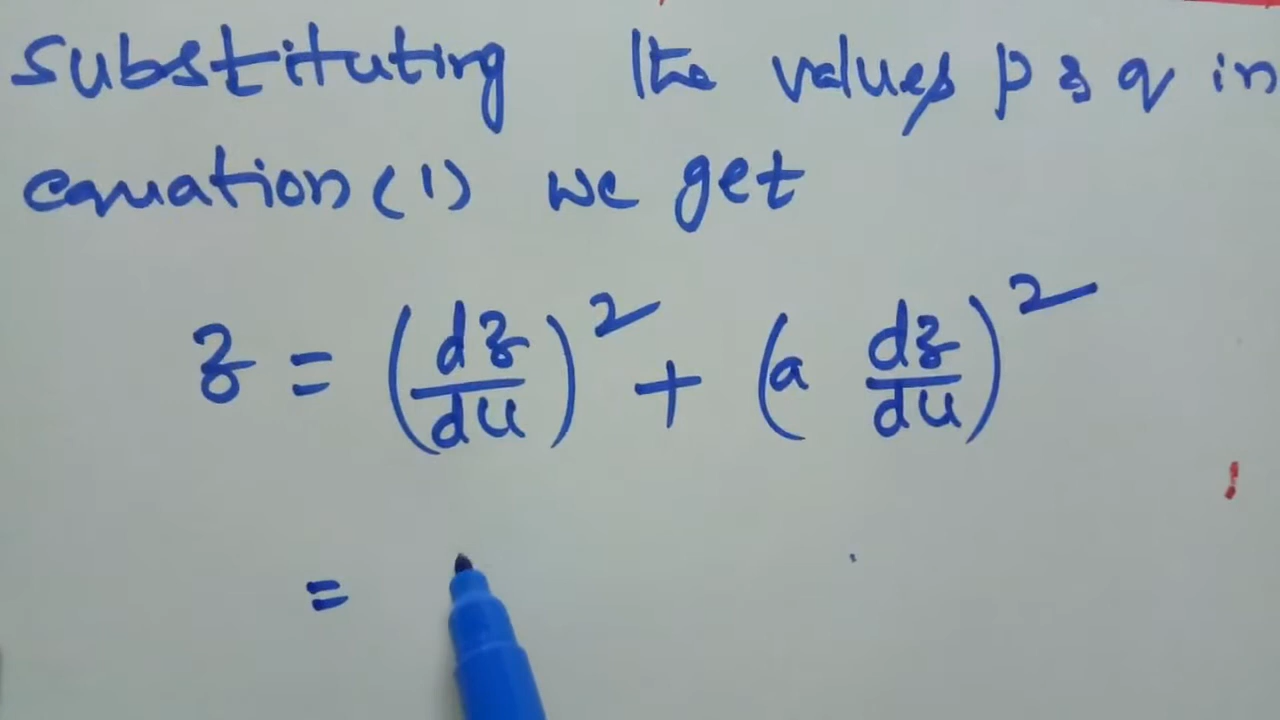 substituting the values p & q in
equation (1) we get
z = (dz/du)² + (a dz/du)²
=